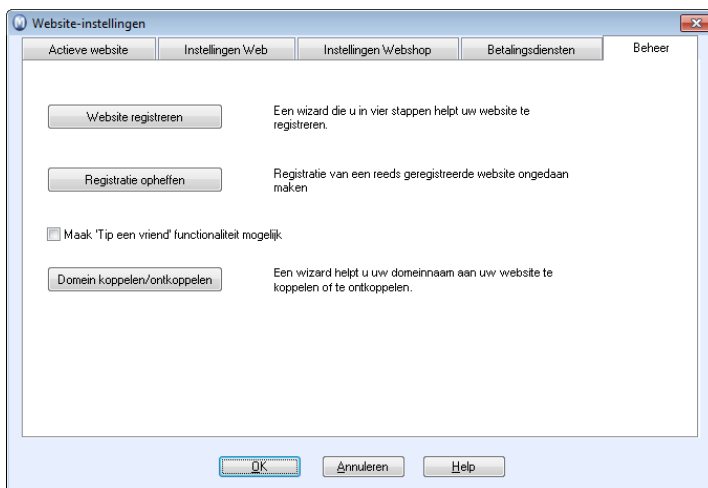 Website-instellingen
Actieve website
Instellingen Web
Instellingen Webshop
Betalingsdiensten
Beheer
Website registreren
Een wizard die u in vier stappen helpt uw website te
registreren.
Registratie opheffen
Registratie van een reeds geregistreerde website ongedaan
maken
Maak 'Tip een vriend' functionaliteit mogelijk
Domein koppelen/ontkoppelen
Een wizard helpt u uw domeinnaam aan uw website te
koppelen of te ontkoppelen.
OK
Annuleren
Help